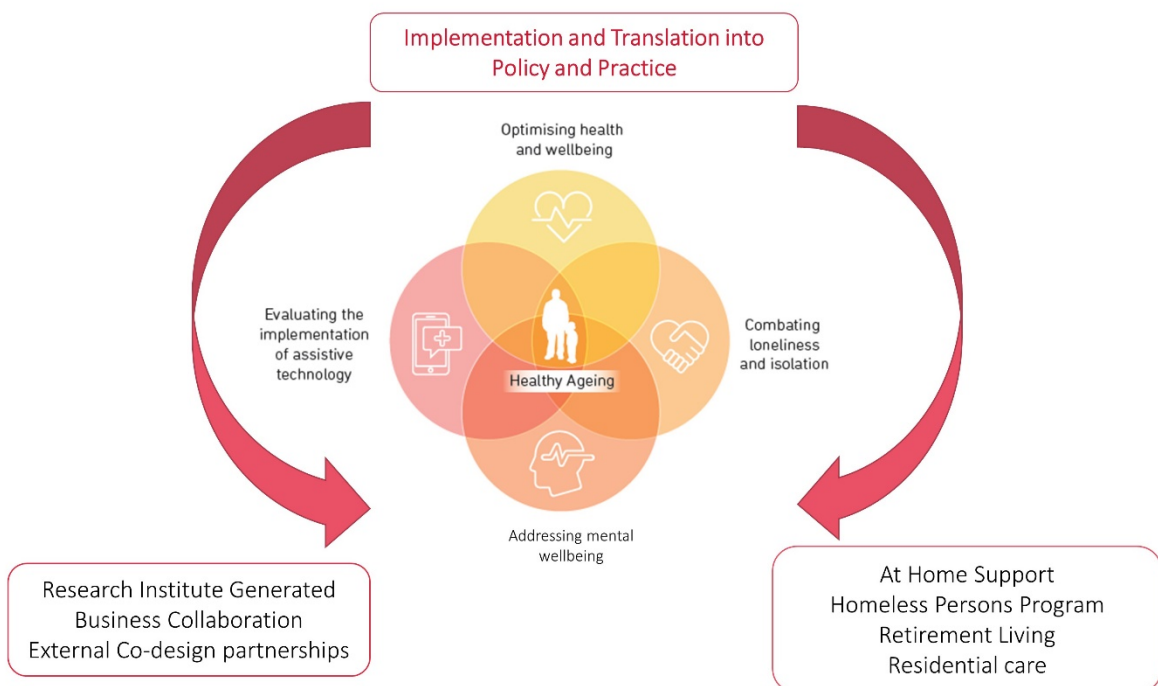 Implementation and Translation into
Policy and Practice
Optimising health
and wellbeing
Evaluating the
implementation
of assistive
technology
Healthy Ageing
Combating
loneliness
and isolation
Addressing mental
wellbeing
Research Institute Generated
Business Collaboration
External Co-design partnerships
At Home Support
Homeless Persons Program
Retirement Living
Residential care